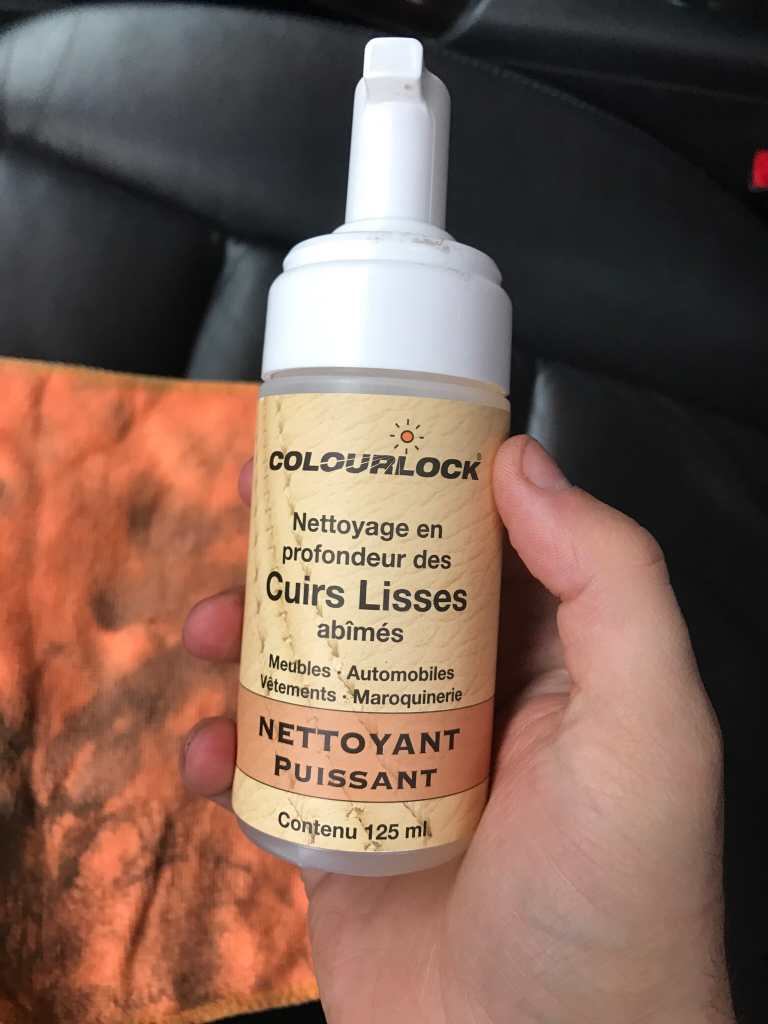 COLOURLOCK®
Nettoyage en
profondeur des
Cuirs Lisses
abîmés
Meubles · Automobiles
Vêtements · Maroquinerie
NETTOYANT
PUISSANT
Contenu 125 ml